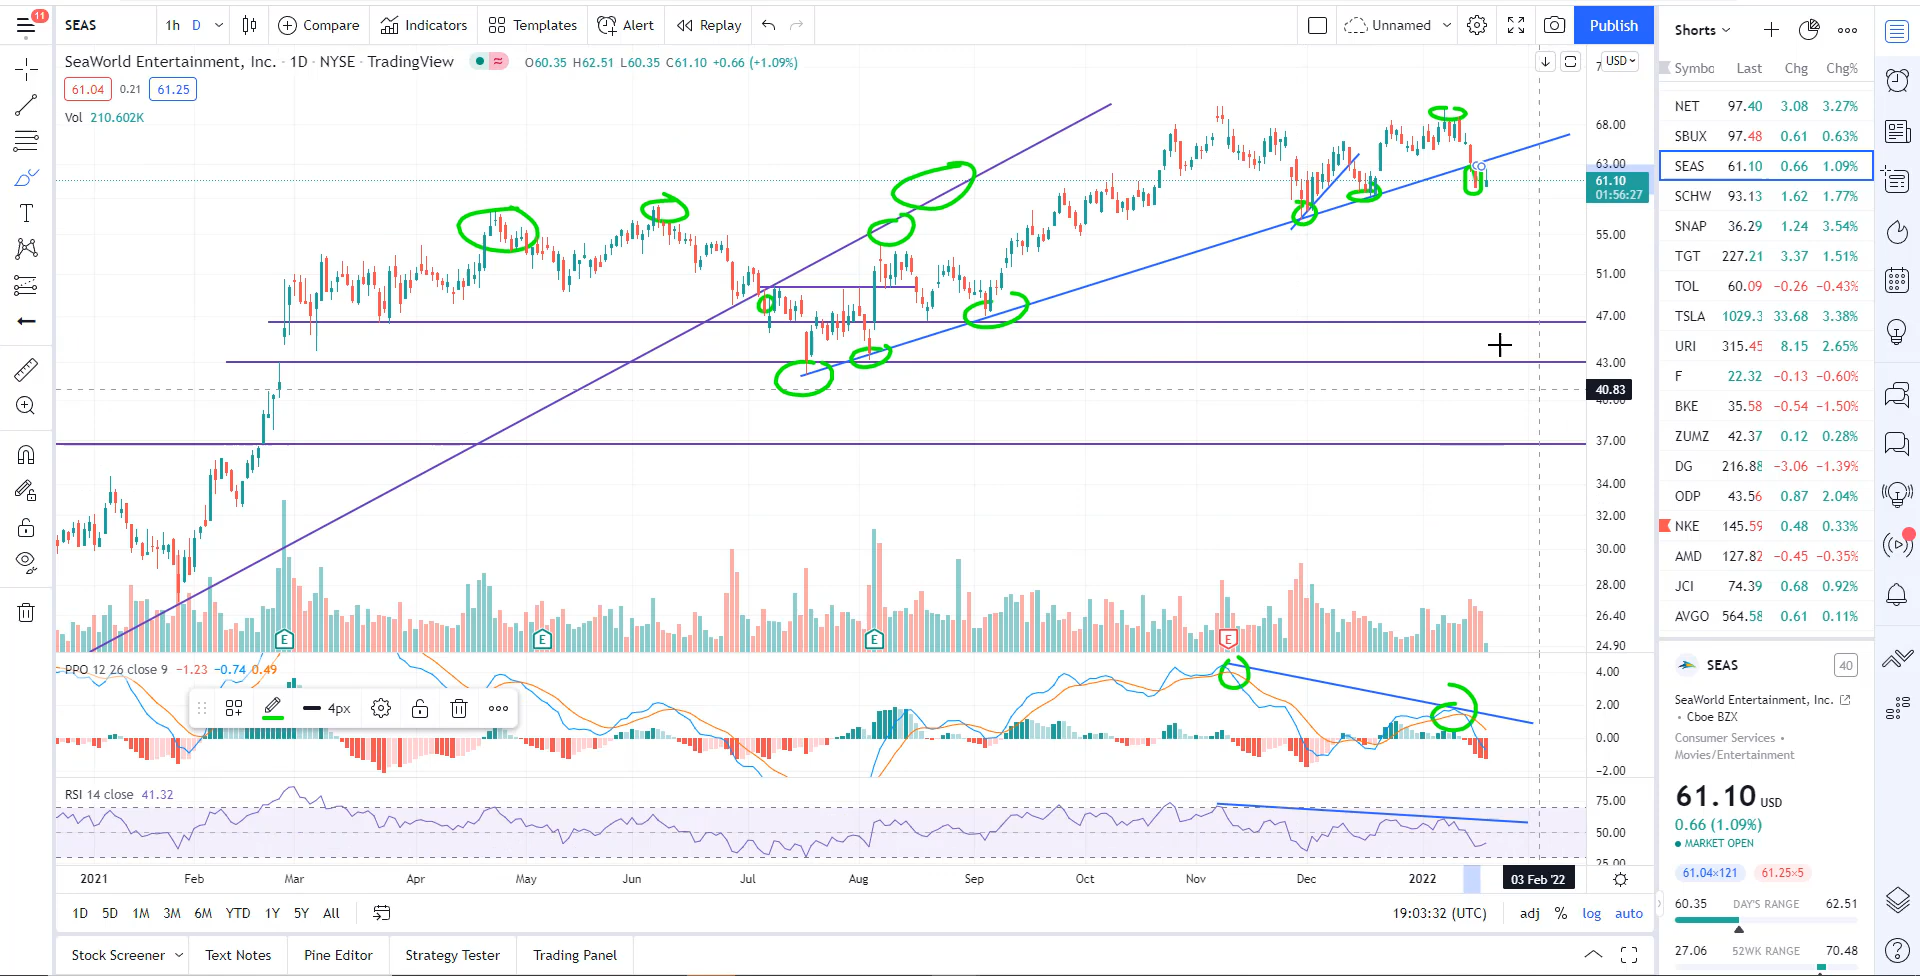 11
SEAS 1h D Compare Indicators Templates Alert Replay Unnamed Publish
SeaWorld Entertainment, Inc. · 1D · NYSE · TradingView O60.35 H62.51 L60.35 C61.10 +0.66 (+1.09%)
USD
61.04 0.21 61.25
Vol 210.602K
68.00
63.00
61.10
01:56:27
55.00
51.00
47.00
43.00
40.83
40.00
37.00
34.00
32.00
30.00
28.00
26.40
24.90
E E E E
PPO 12 26 close 9 −1.23 −0.74 0.49
4px
4.00
2.00
0.00
−2.00
RSI 14 close 41.32
75.00
50.00
25.00
2021 Feb Mar Apr May Jun Jul Aug Sep Oct Nov Dec 2022 03 Feb '22
1D 5D 1M 3M 6M YTD 1Y 5Y All 19:03:32 (UTC) adj % log auto
Stock Screener Text Notes Pine Editor Strategy Tester Trading Panel
Shorts
Symbo Last Chg Chg%
NET 97.40 3.08 3.27%
SBUX 97.48 0.61 0.63%
SEAS 61.10 0.66 1.09%
SCHW 93.13 1.62 1.77%
SNAP 36.29 1.24 3.54%
TGT 227.21 3.37 1.51%
TOL 60.09 −0.26 −0.43%
TSLA 1029.3 33.68 3.38%
URI 315.45 8.15 2.65%
F 22.32 −0.13 −0.60%
BKE 35.58 −0.54 −1.50%
ZUMZ 42.37 0.12 0.28%
DG 216.88 −3.06 −1.39%
ODP 43.56 0.87 2.04%
NKE 145.59 0.48 0.33%
AMD 127.82 −0.45 −0.35%
JCI 74.39 0.68 0.92%
AVGO 564.58 0.61 0.11%
SEAS 40
SeaWorld Entertainment, Inc.
• Cboe BZX
Consumer Services •
Movies/Entertainment
61.10 USD
0.66 (1.09%)
MARKET OPEN
61.04×121 61.25×5
60.35 DAY'S RANGE 62.51
27.06 52WK RANGE 70.48